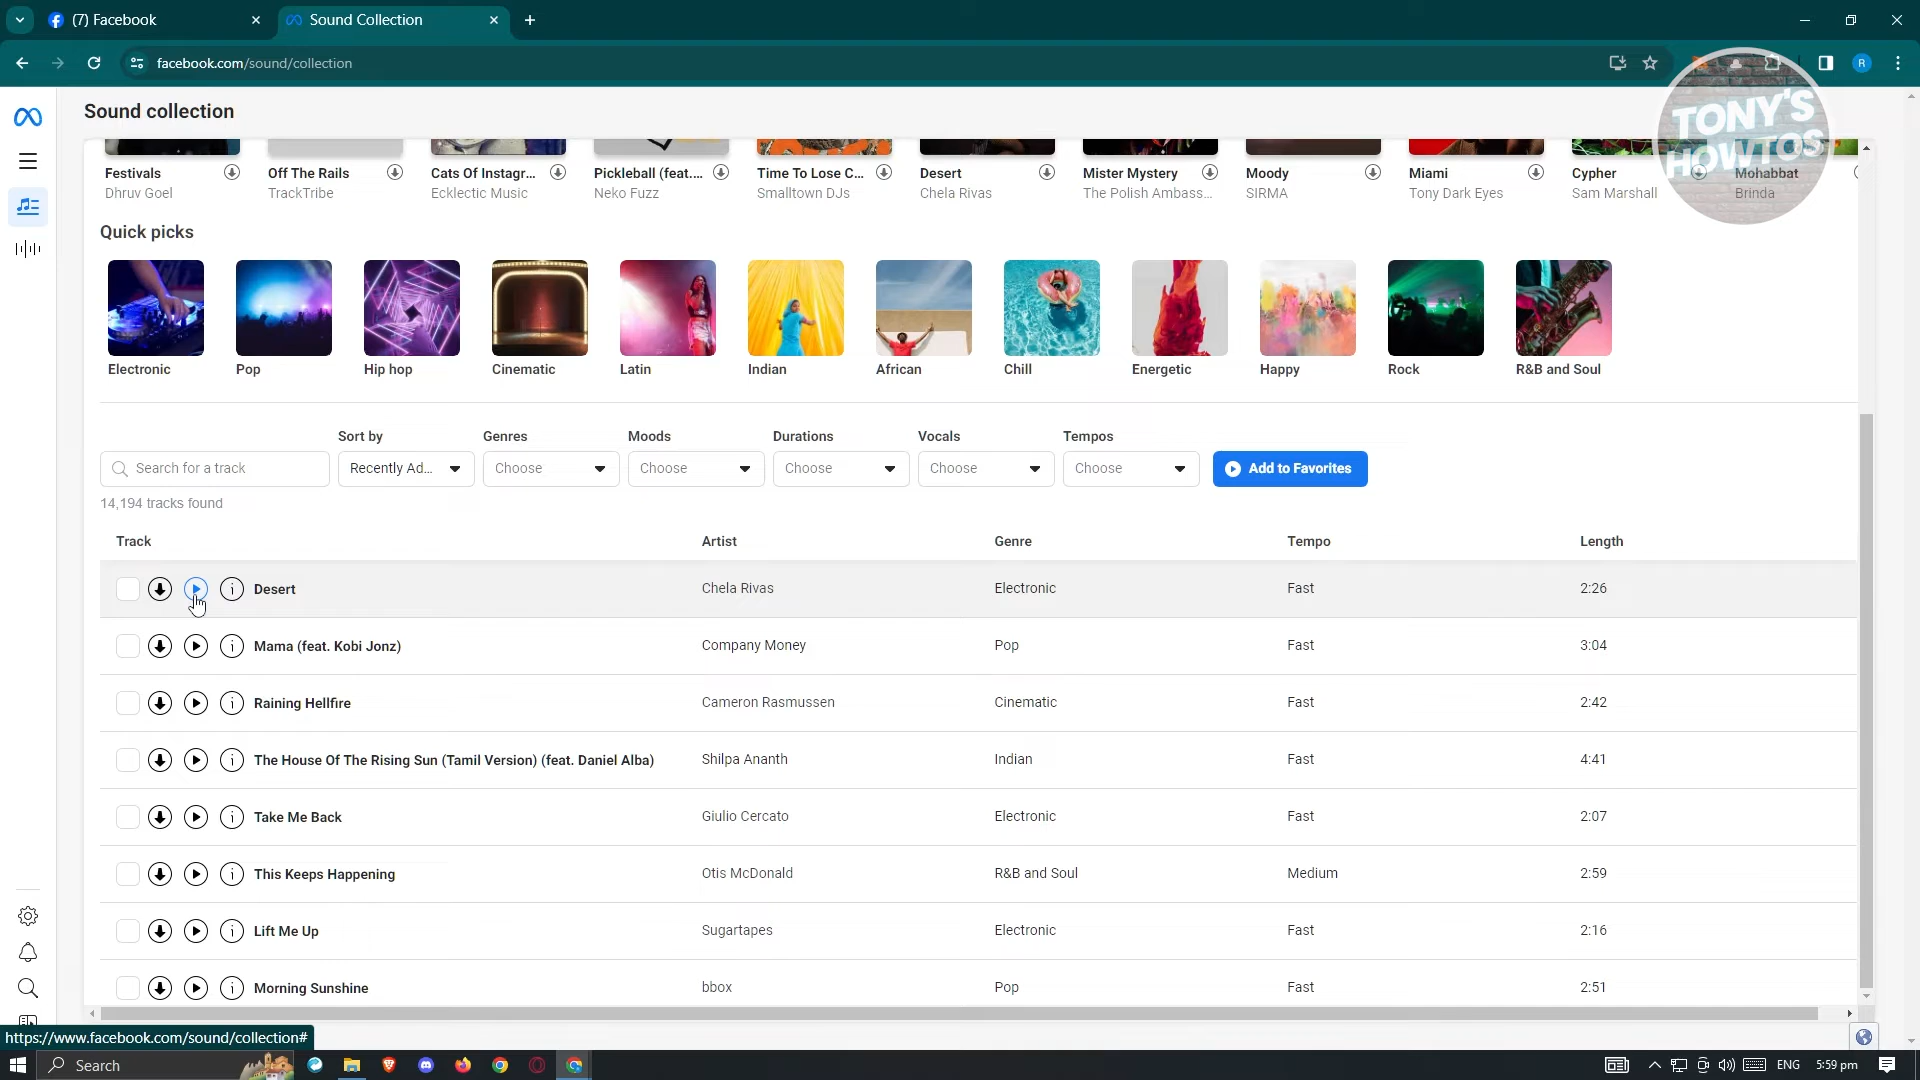 (7) Facebook
Sound Collection
facebook.com/sound/collection
R
Sound collection
TONY'S
HOWTOS
Festivals
Dhruv Goel
Off The Rails
TrackTribe
Cats Of Instagr...
Ecklectic Music
Pickleball (feat....
Neko Fuzz
Time To Lose C...
Smalltown DJs
Desert
Chela Rivas
Mister Mystery
The Polish Ambass...
Moody
SIRMA
Miami
Tony Dark Eyes
Cypher
Sam Marshall
Mohabbat
Brinda
Quick picks
Electronic
Pop
Hip hop
Cinematic
Latin
Indian
African
Chill
Energetic
Happy
Rock
R&B and Soul
Sort by
Genres
Moods
Durations
Vocals
Tempos
Search for a track
Recently Ad...
Choose
Choose
Choose
Choose
Choose
Add to Favorites
14,194 tracks found
Track Artist Genre Tempo Length
Desert Chela Rivas Electronic Fast 2:26
Mama (feat. Kobi Jonz) Company Money Pop Fast 3:04
Raining Hellfire Cameron Rasmussen Cinematic Fast 2:42
The House Of The Rising Sun (Tamil Version) (feat. Daniel Alba) Shilpa Ananth Indian Fast 4:41
Take Me Back Giulio Cercato Electronic Fast 2:07
This Keeps Happening Otis McDonald R&B and Soul Medium 2:59
Lift Me Up Sugartapes Electronic Fast 2:16
Morning Sunshine bbox Pop Fast 2:51
https://www.facebook.com/sound/collection#
Search
ENG
5:59 pm